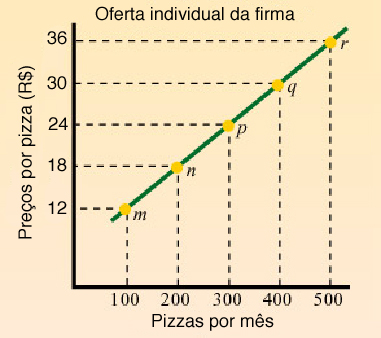 Oferta individual da firma
Preços por pizza (R$)
36
30
24
18
12
r
q
p
n
m
100 200 300 400 500
Pizzas por mês